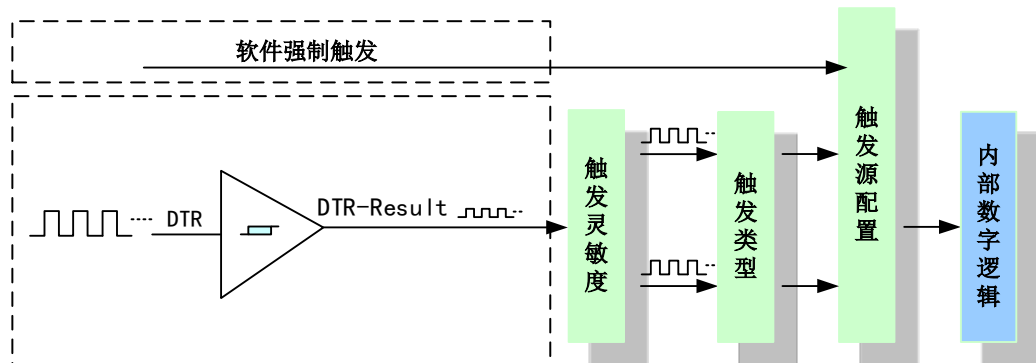 软件强制触发
DTR
DTR-Result
触发灵敏度
触发类型
触发源配置
内部数字逻辑